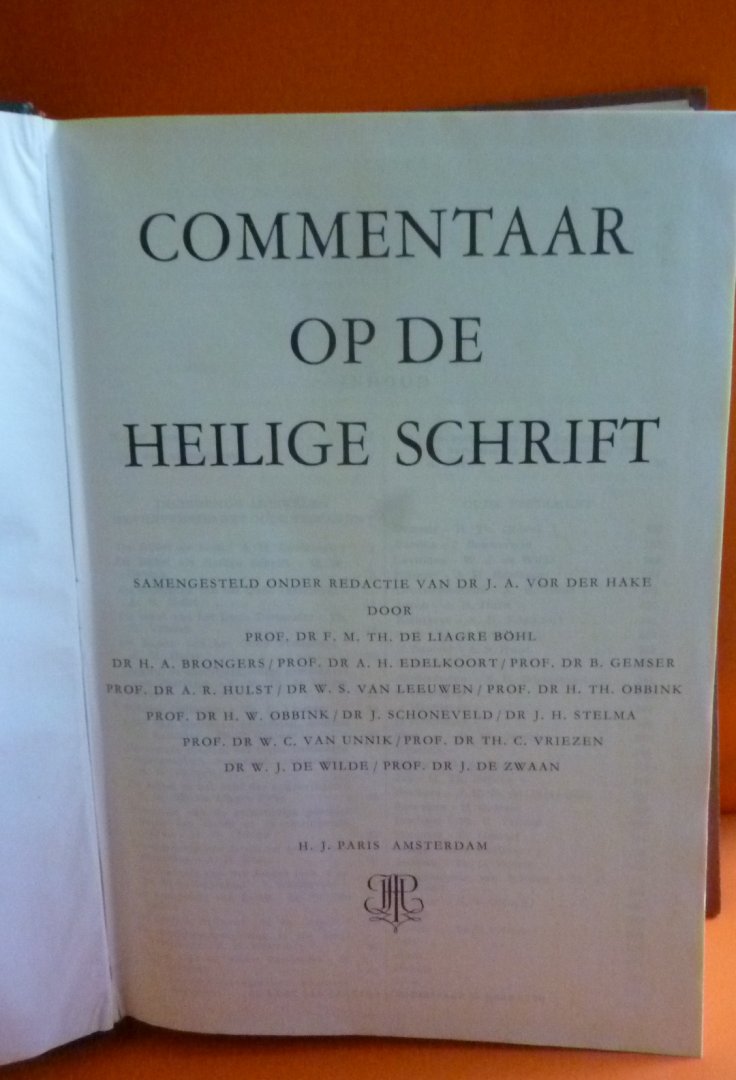 COMMENTAAR
OP DE
HEILIGE SCHRIFT
SAMENGESTELD ONDER REDACTIE VAN DR J. A. VOR DER HAKE
DOOR
PROF. DR F. M. TH. DE LIAGRE BÖHL
DR H. A. BRONGERS/PROF. DR A. H. EDELKOORT/PROF. DR B. GEMSER
PROF. DR A. R. HULST/DR W. S. VAN LEEUWEN/PROF. DR H. TH. OBBINK
PROF. DR H. W. OBBINK/DR J. SCHONEVELD/DR J. H. STELMA
PROF. DR W. C. VAN UNNIK/PROF. DR TH. C. VRIEZEN
DR W. J. DE WILDE/PROF. DR J. DE ZWAAN
H. J. PARIS AMSTERDAM